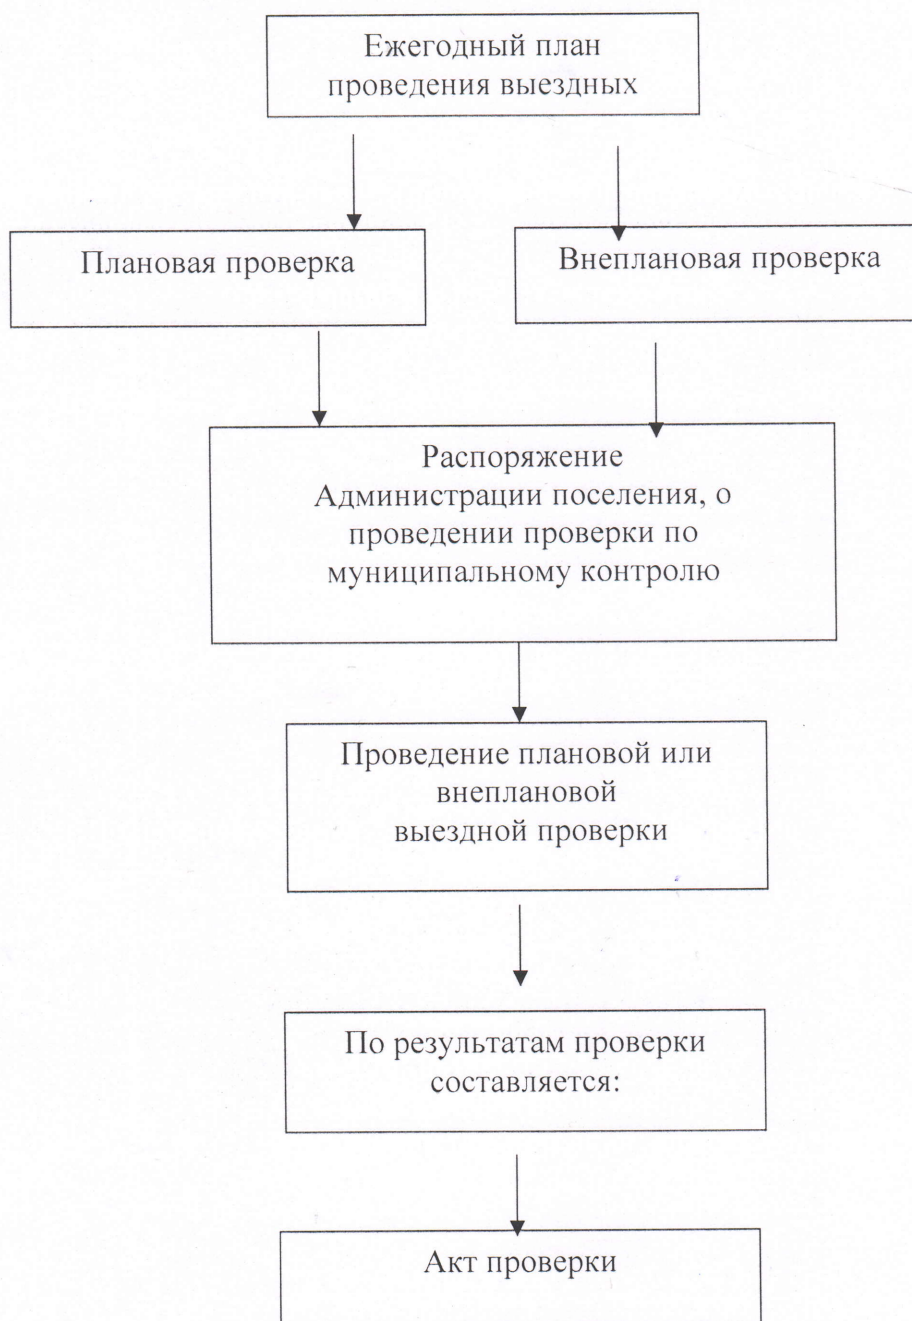 Ежегодный план
проведения выездных
Плановая проверка
Внеплановая проверка
Распоряжение
Администрации поселения, о
проведении проверки по
муниципальному контролю
Проведение плановой или
внеплановой
выездной проверки
По результатам проверки
составляется:
Акт проверки